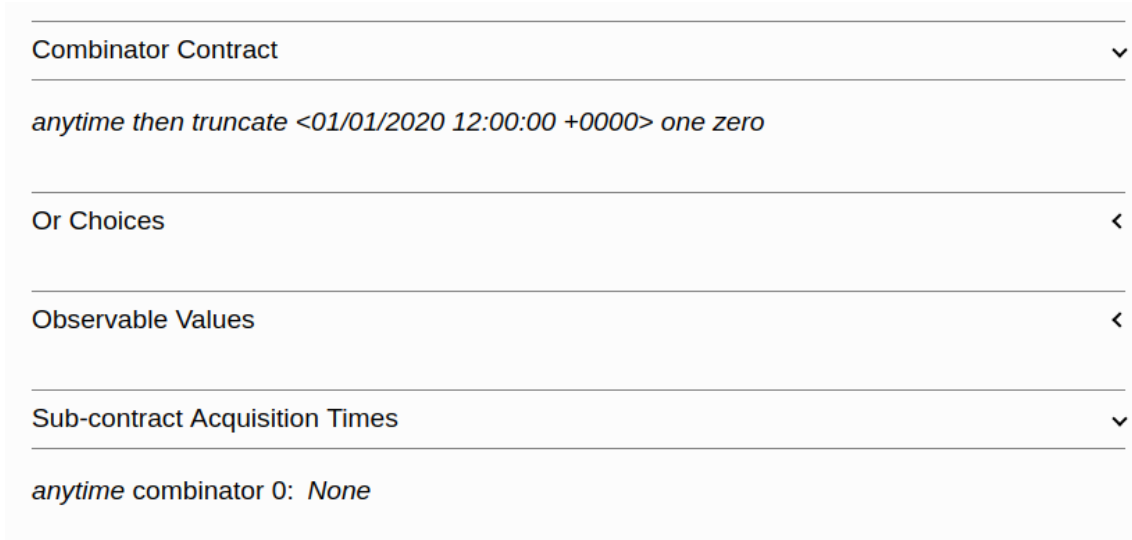 Combinator Contract
anytime then truncate <01/01/2020 12:00:00 +0000> one zero
Or Choices
Observable Values
Sub-contract Acquisition Times
anytime combinator 0: None